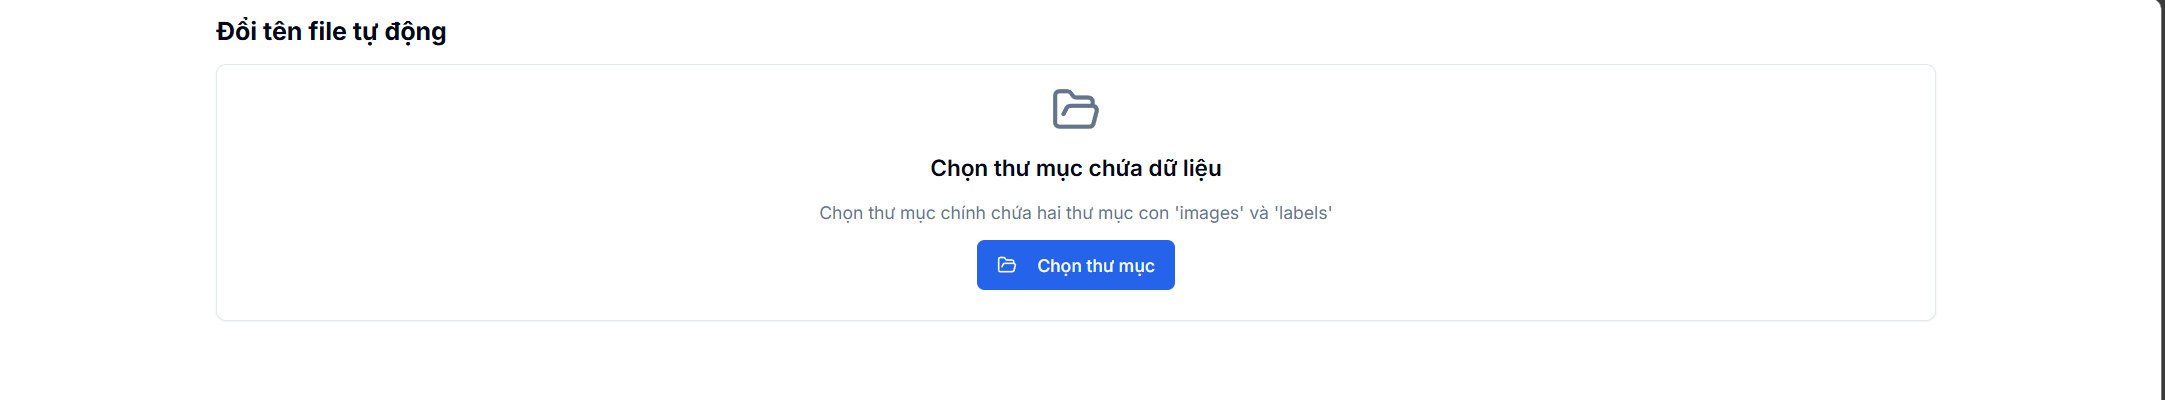 Đổi tên file tự động
Chọn thư mục chứa dữ liệu
Chọn thư mục chính chứa hai thư mục con 'images' và 'labels'
Chọn thư mục